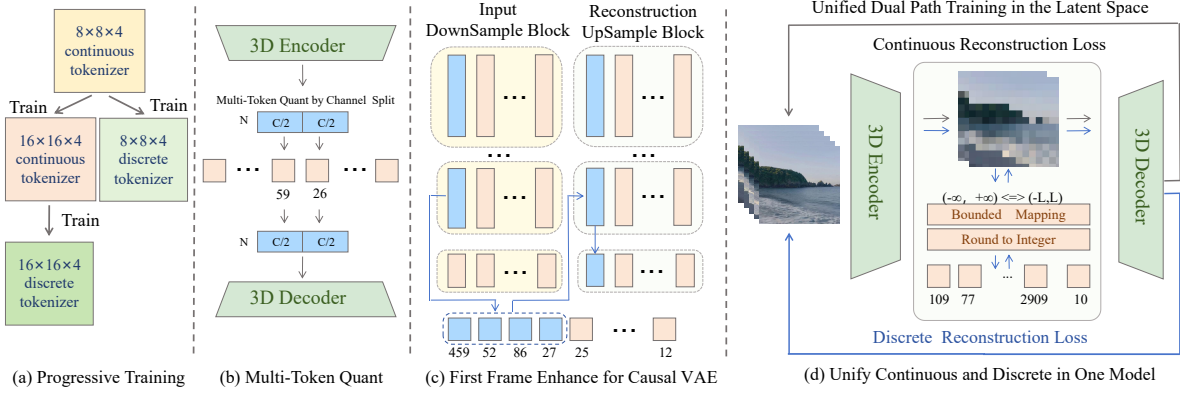 8×8×4
continuous
tokenizer
Train
Train
16×16×4
continuous
tokenizer
8×8×4
discrete
tokenizer
Train
16×16×4
discrete
tokenizer
(a) Progressive Training
3D Encoder
Multi-Token Quant by Channel Split
N
C/2
C/2
...
...
59
26
N
C/2
C/2
3D Decoder
(b) Multi-Token Quant
Input
DownSample Block
Reconstruction
UpSample Block
...
...
...
...
...
...
...
...
459
52
86
27
25
12
(c) First Frame Enhance for Causal VAE
Unified Dual Path Training in the Latent Space
Continuous Reconstruction Loss
3D Encoder
3D Decoder
(-∞, +∞) <=> (-L,L)
Bounded Mapping
Round to Integer
...
109
77
2909
10
Discrete Reconstruction Loss
(d) Unify Continuous and Discrete in One Model